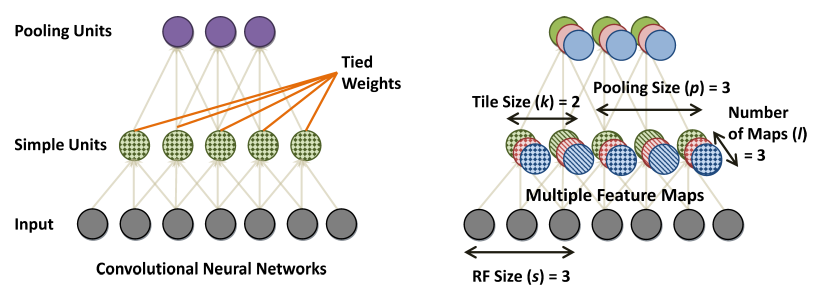 Pooling Units
Tied
Weights
Simple Units
Input
Convolutional Neural Networks
Pooling Size (p) = 3
Tile Size (k) = 2
Number
of Maps (l)
= 3
Multiple Feature Maps
RF Size (s) = 3